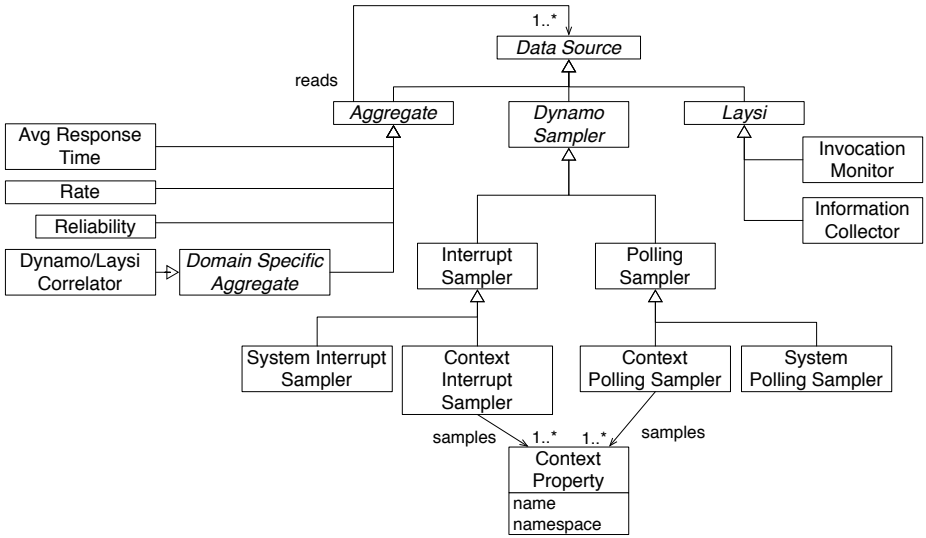 1..*
Data Source
reads
Aggregate
Dynamo
Sampler
Laysi
Avg Response
Time
Invocation
Monitor
Rate
Reliability
Information
Collector
Dynamo/Laysi
Correlator
Domain Specific
Aggregate
Interrupt
Sampler
Polling
Sampler
System Interrupt
Sampler
Context
Interrupt
Sampler
Context
Polling Sampler
System
Polling Sampler
samples
1..*
1..*
samples
Context
Property
name
namespace